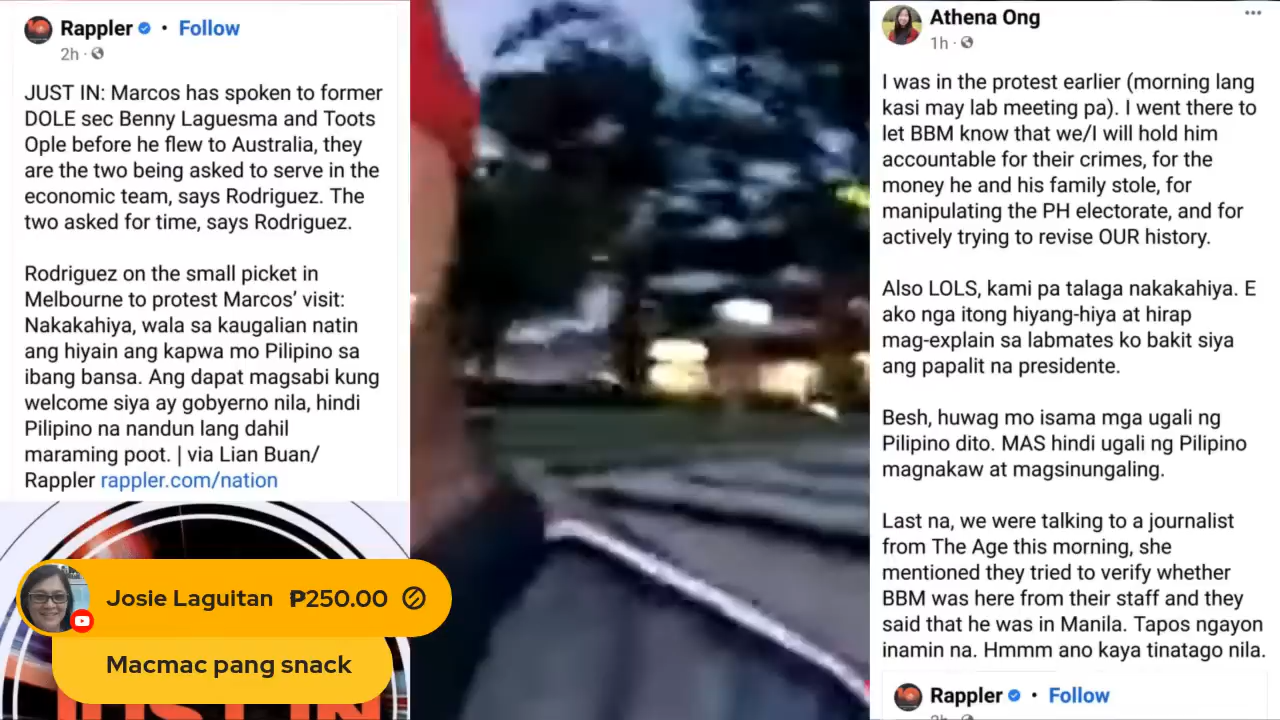 Rappler • Follow
2h ·
JUST IN: Marcos has spoken to former
DOLE sec Benny Laguesma and Toots
Ople before he flew to Australia, they
are the two being asked to serve in the
economic team, says Rodriguez. The
two asked for time, says Rodriguez.
Rodriguez on the small picket in
Melbourne to protest Marcos' visit:
Nakakahiya, wala sa kaugalian natin
ang hiyain ang kapwa mo Pilipino sa
ibang bansa. Ang dapat magsabi kung
welcome siya ay gobyerno nila, hindi
Pilipino na nandun lang dahil
maraming poot. | via Lian Buan/
Rappler rappler.com/nation
Josie Laguitan ₱250.00
Macmac pang snack
JUST IN
Athena Ong
1h ·
I was in the protest earlier (morning lang
kasi may lab meeting pa). I went there to
let BBM know that we/I will hold him
accountable for their crimes, for the
money he and his family stole, for
manipulating the PH electorate, and for
actively trying to revise OUR history.
Also LOLS, kami pa talaga nakakahiya. E
ako nga itong hiyang-hiya at hirap
mag-explain sa labmates ko bakit siya
ang papalit na presidente.
Besh, huwag mo isama mga ugali ng
Pilipino dito. MAS hindi ugali ng Pilipino
magnakaw at magsinungaling.
Last na, we were talking to a journalist
from The Age this morning, she
mentioned they tried to verify whether
BBM was here from their staff and they
said that he was in Manila. Tapos ngayon
inamin na. Hmmm ano kaya tinatago nila.
Rappler • Follow